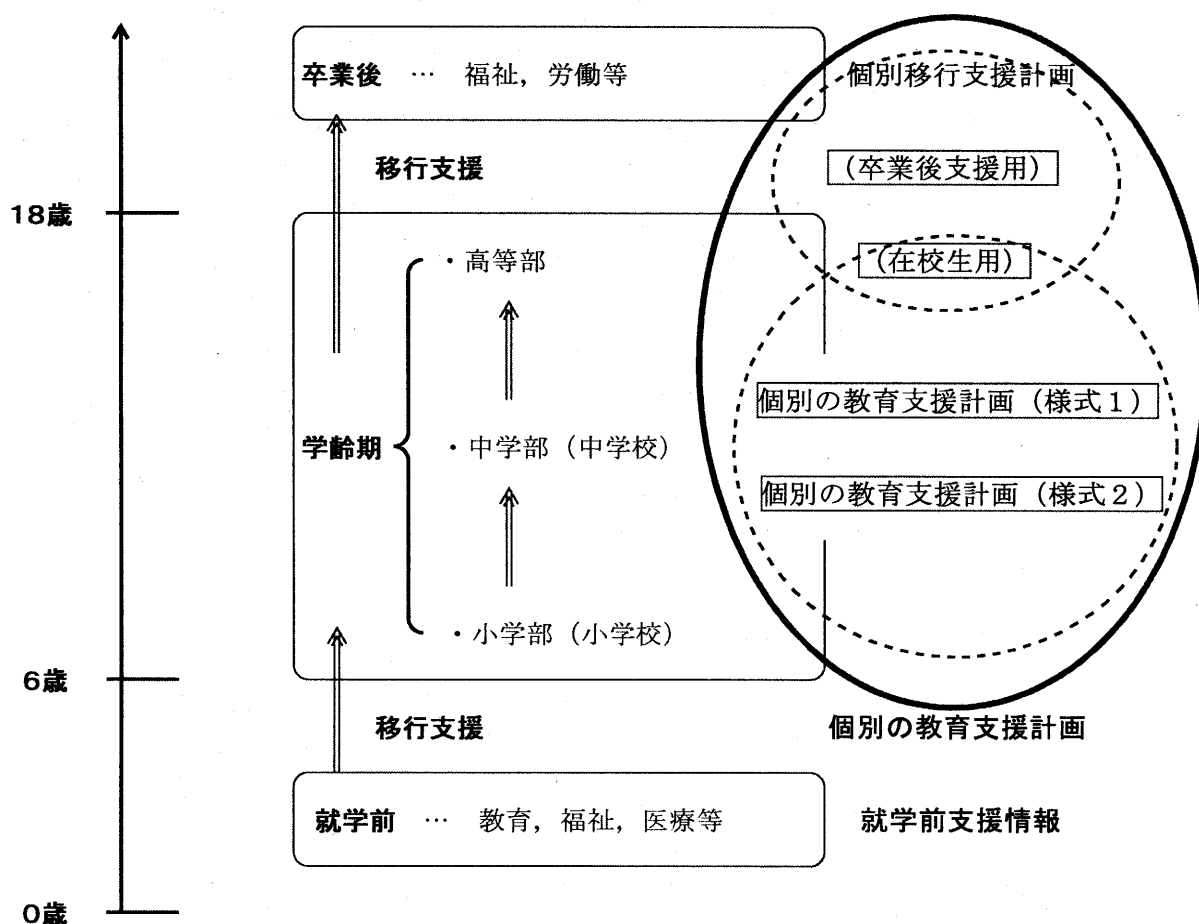 卒業後 … 福祉，労働等
個別移行支援計画
移行支援
（卒業後支援用）
18歳
・高等部
（在校生用）
個別の教育支援計画（様式１）
学齢期
・中学部（中学校）
個別の教育支援計画（様式２）
・小学部（小学校）
6歳
移行支援
個別の教育支援計画
就学前 … 教育，福祉，医療等
就学前支援情報
0歳